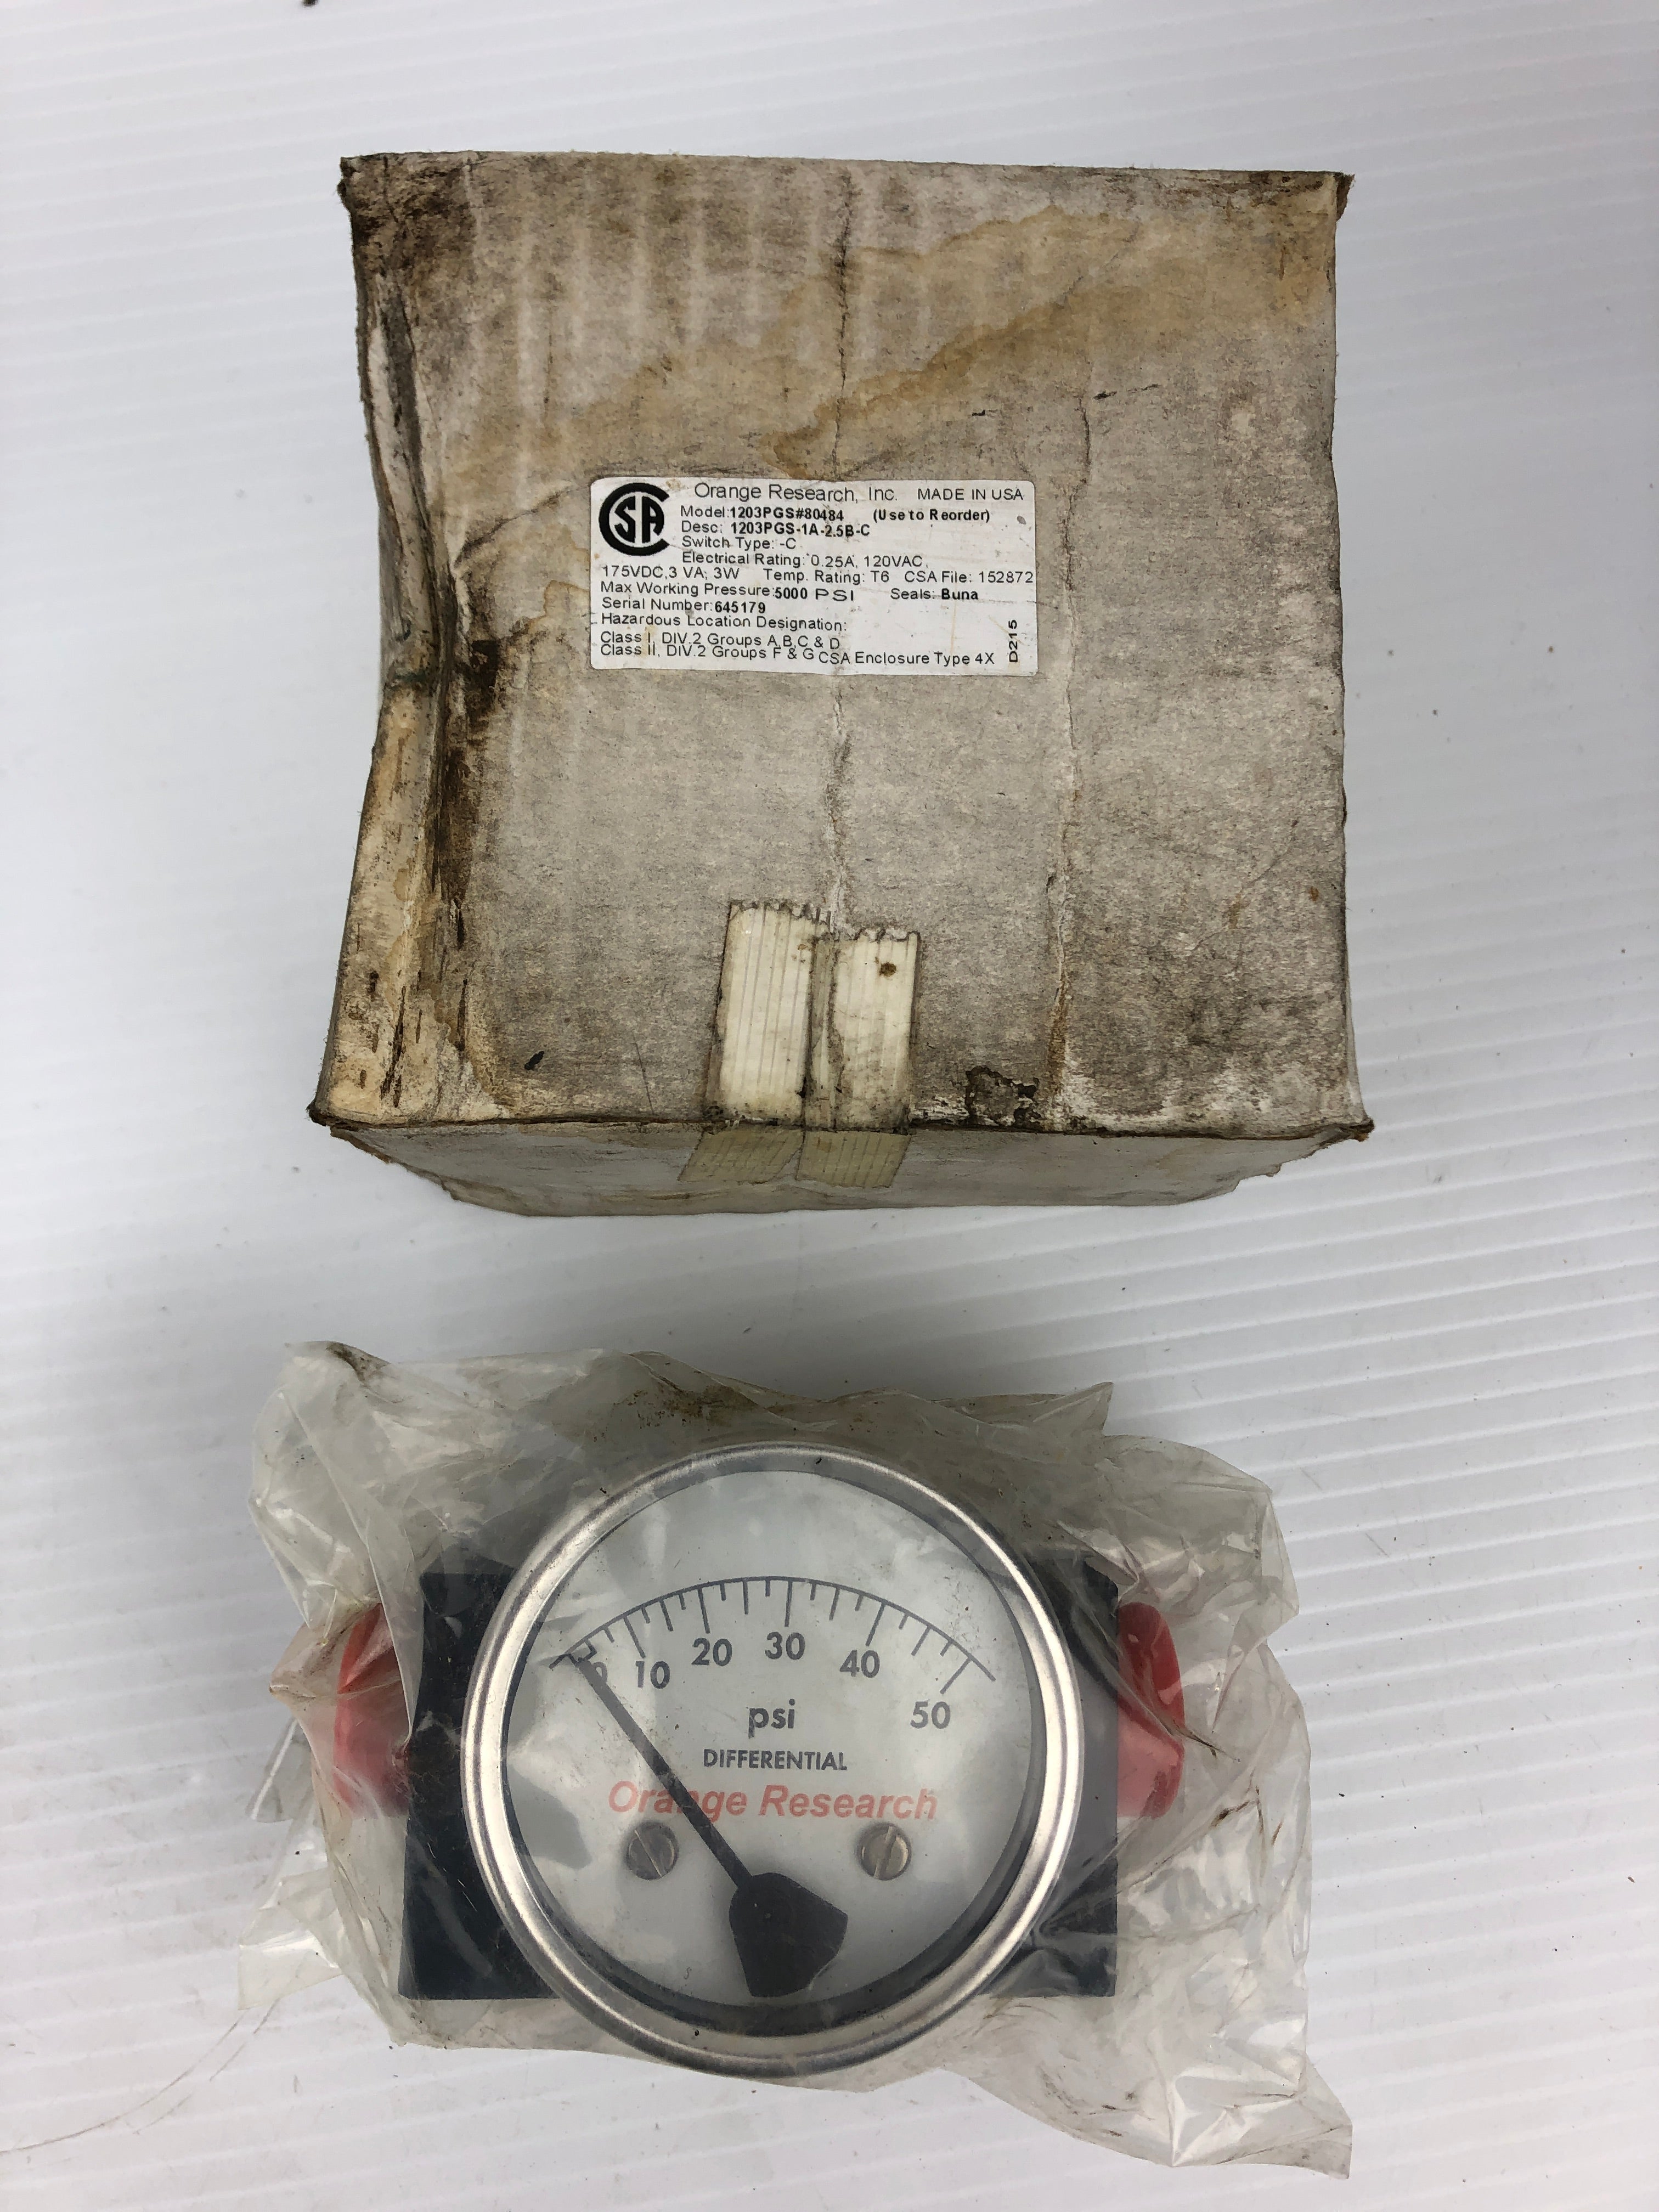 CSA Orange Research, Inc. MADE IN USA
Model:1203PGS#80484 (Use to Reorder)
Desc: 1203PGS-1A-2.5B-C
Switch Type: -C
Electrical Rating: 0.25A, 120VAC,
175VDC,3 VA; 3W Temp. Rating: T6 CSA File: 152872
Max Working Pressure:5000 PSI Seals: Buna
Serial Number:645179
Hazardous Location Designation:
Class I, DIV.2 Groups A,B,C & D
Class II, DIV.2 Groups F & G CSA Enclosure Type 4X
D215
0 10 20 30 40 50
psi
DIFFERENTIAL
Orange Research